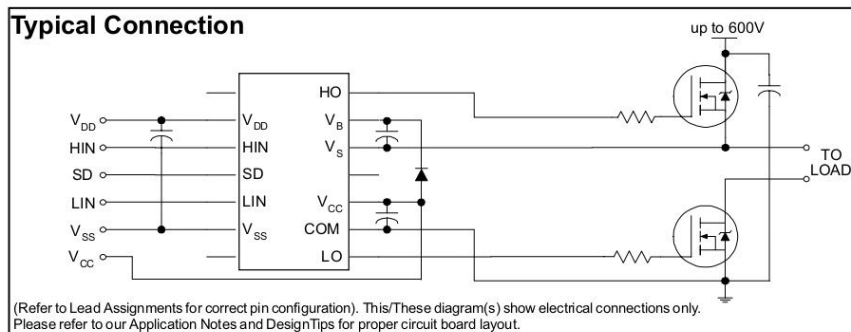 Typical Connection
up to 600V
HO
V_DD
V_DD
V_B
HIN
HIN
V_S
TO
LOAD
SD
SD
LIN
LIN
V_CC
V_SS
V_SS
COM
V_CC
LO
(Refer to Lead Assignments for correct pin configuration). This/These diagram(s) show electrical connections only.
Please refer to our Application Notes and DesignTips for proper circuit board layout.